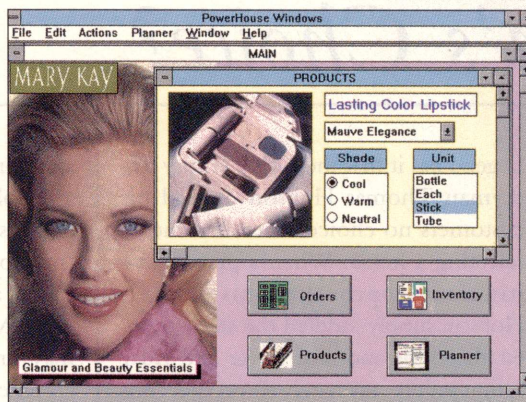 PowerHouse Windows
File Edit Actions Planner Window Help
MAIN
MARY KAY
PRODUCTS
Lasting Color Lipstick
Mauve Elegance
Shade
Unit
Cool
Warm
Neutral
Bottle
Each
Stick
Tube
Orders
Inventory
Products
Planner
Glamour and Beauty Essentials